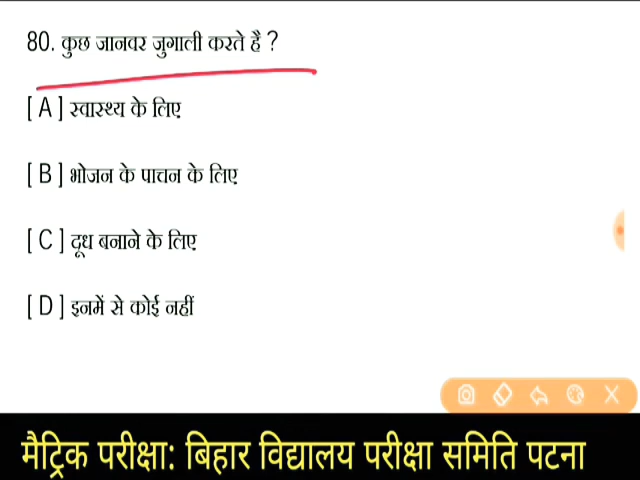 80. कुछ जानवर जुगाली करते है ?
[ A ] स्वास्थ्य के लिए
[ B ] भोजन के पाचन के लिए
[ C ] दूध बनाने के लिए
[ D ] इनमें से कोई नहीं
मैट्रिक परीक्षा: बिहार विद्यालय परीक्षा समिति पटना